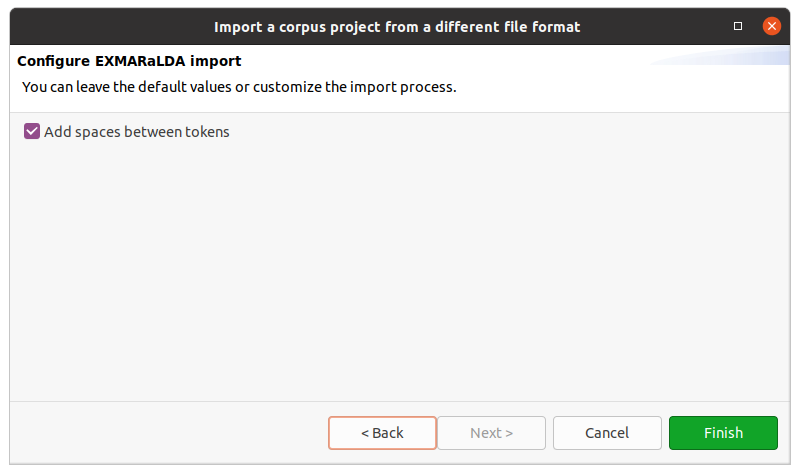 Import a corpus project from a different file format
Configure EXMARaLDA import
You can leave the default values or customize the import process.
Add spaces between tokens
< Back Next > Cancel Finish